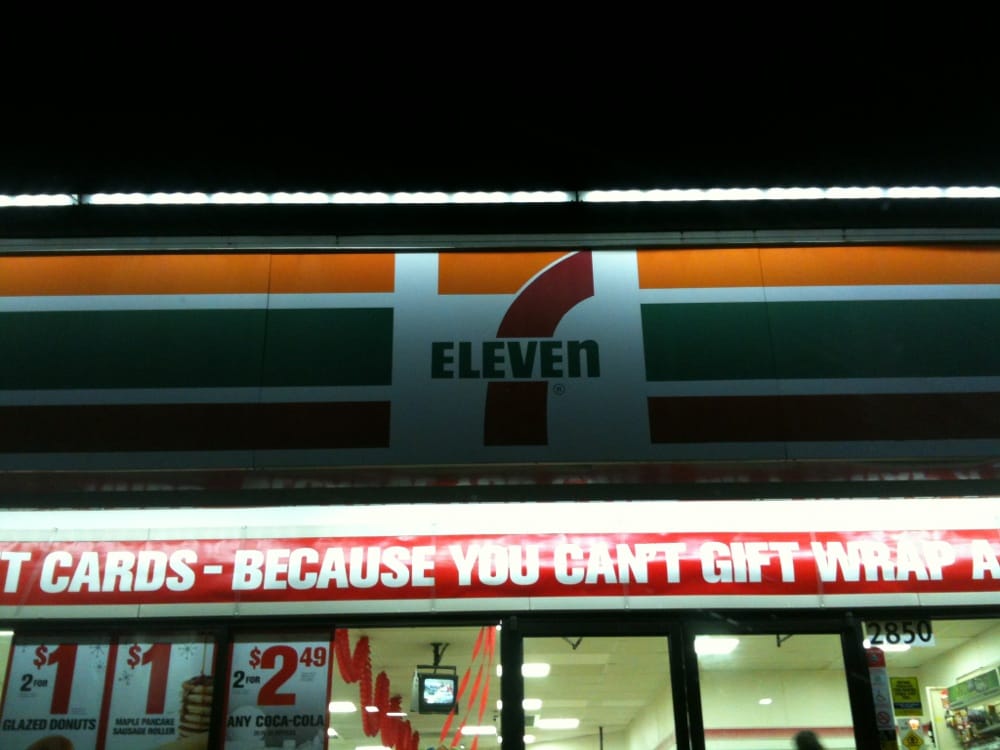 7
ELEVEn
®
T CARDS - BECAUSE YOU CAN'T GIFT WRAP A
2850
2 FOR $1
GLAZED DONUTS
$1
MAPLE PANCAKE
SAUSAGE ROLLER
2 FOR $2 49
ANY COCA-COLA